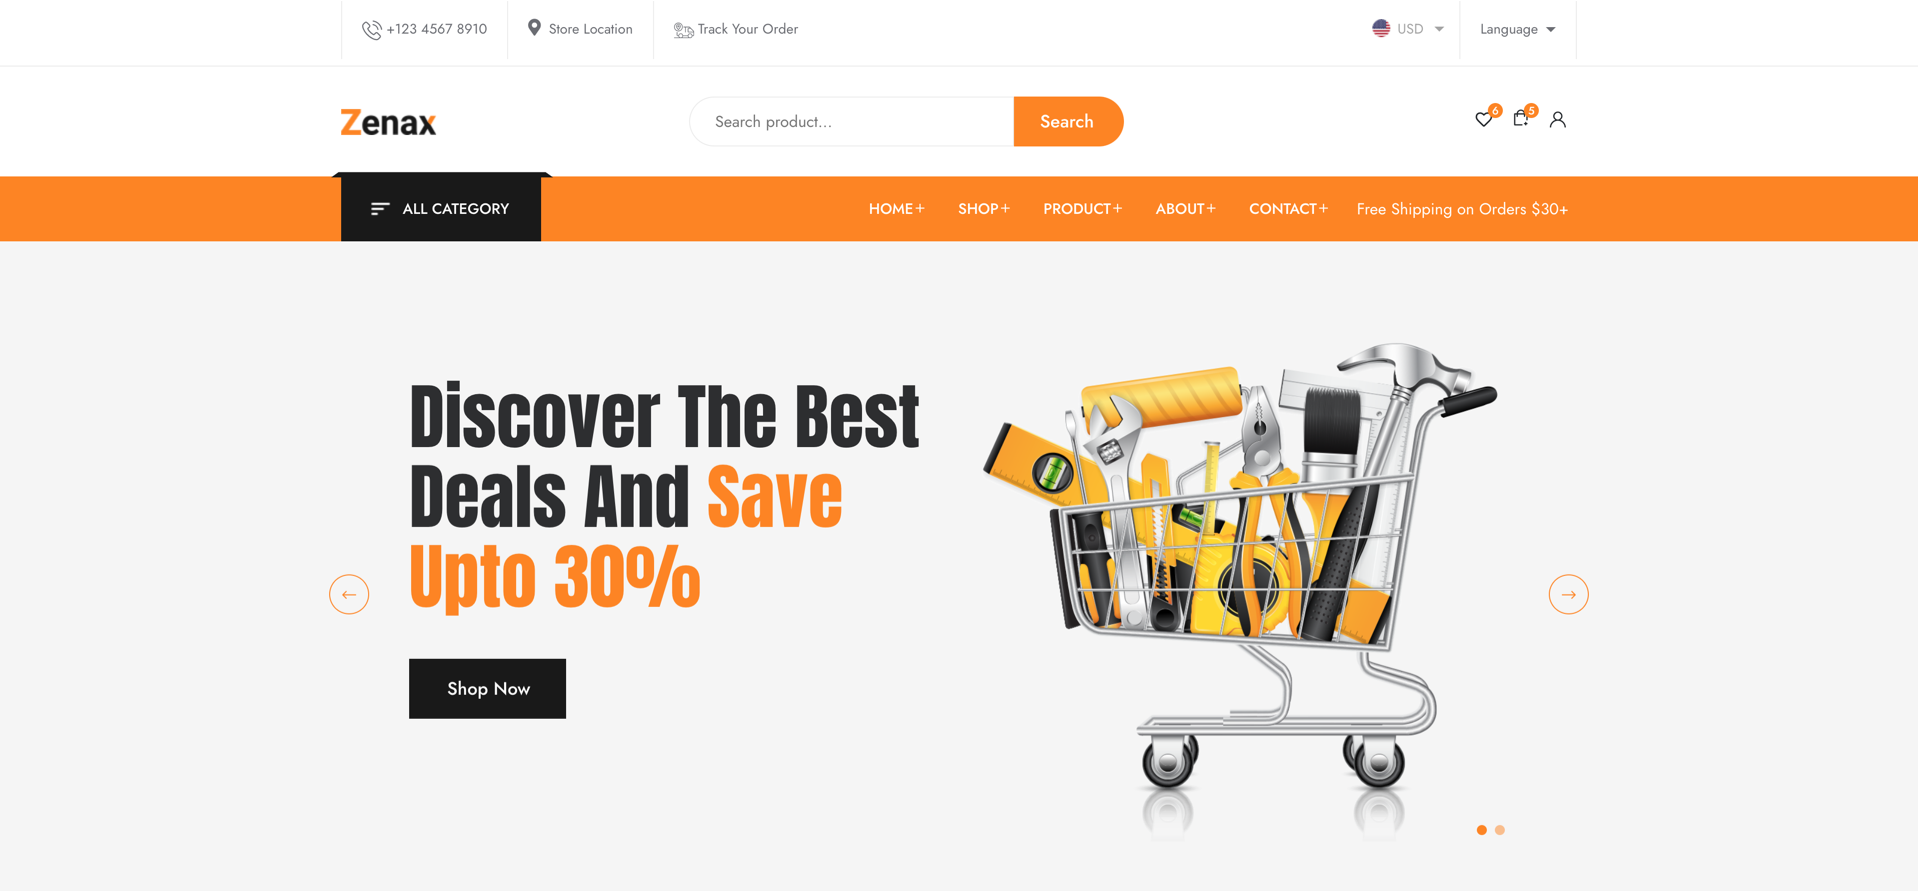 +123 4567 8910
Store Location
Track Your Order
USD
Language
Zenax
Search product...
Search
6
5
ALL CATEGORY
HOME+
SHOP+
PRODUCT+
ABOUT+
CONTACT+
Free Shipping on Orders $30+
Discover The Best
Deals And Save
Upto 30%
Shop Now